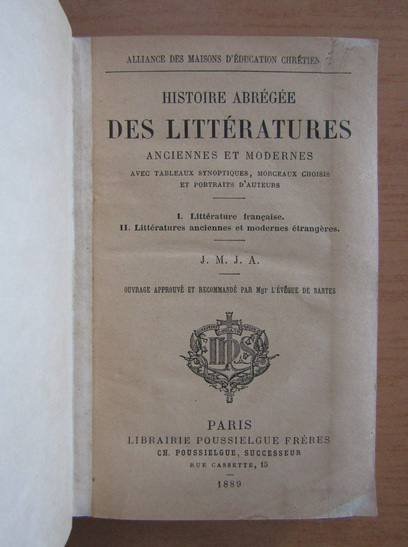 ALLIANCE DES MAISONS D'ÉDUCATION CHRÉTIEN
HISTOIRE ABRÉGÉE
DES LITTÉRATURES
ANCIENNES ET MODERNES
AVEC TABLEAUX SYNOPTIQUES, MORCEAUX CHOISIS
ET PORTRAITS D'AUTEURS
I. Littérature française.
II. Littératures anciennes et modernes étrangères.
J. M. J. A.
OUVRAGE APPROUVÉ ET RECOMMANDÉ PAR Mgr L'ÉVÊQUE DE NANTES
PARIS
LIBRAIRIE POUSSIELGUE FRÈRES
CH. POUSSIELGUE, SUCCESSEUR
RUE CASSETTE, 15
1889